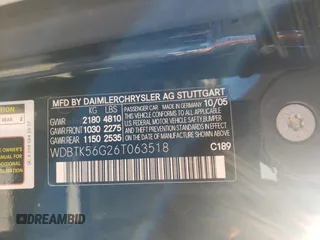 MFD BY DAIMLERCHRYSLER AG STUTTGART
KG LBS
GVWR 2180 4810
GAWR FRONT 1030 2275
GAWR REAR 1150 2535
PASSENGER CAR
MADE IN GERMANY 10/05
THIS VEHICLE CONFORMS TO ALL APPLICABLE
U.S FEDERAL MOTOR VEHICLE SAFETY
BUMPER AND THEFT PREVENTION
STANDARDS IN EFFECT ON THE DATE OF
MANUFACTURE SHOWN ABOVE
WDBTK56G26T063518
C189
DREAMBID